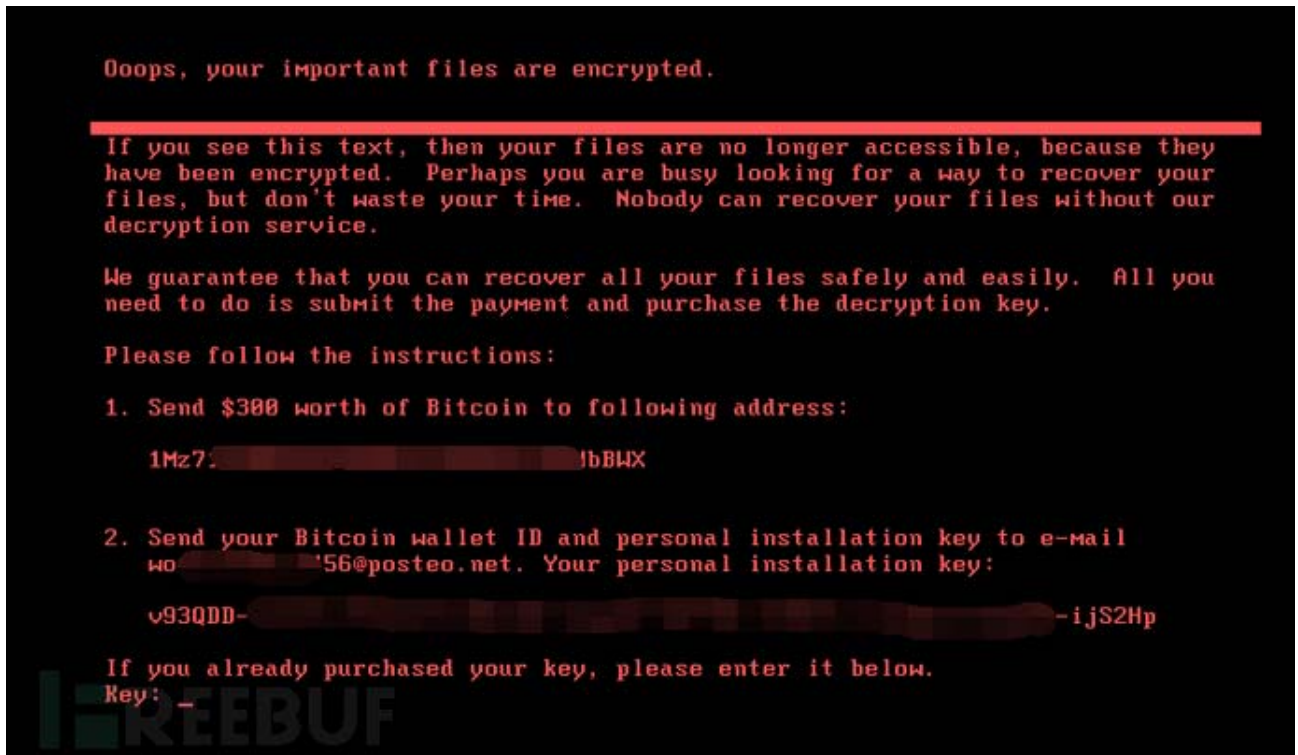 Ooops, your important files are encrypted.
If you see this text, then your files are no longer accessible, because they
have been encrypted.  Perhaps you are busy looking for a way to recover your
files, but don't waste your time.  Nobody can recover your files without our
decryption service.
We guarantee that you can recover all your files safely and easily.  All you
need to do is submit the payment and purchase the decryption key.
Please follow the instructions:
1. Send $300 worth of Bitcoin to following address:
1Mz7 bBWX
2. Send your Bitcoin wallet ID and personal installation key to e-mail
wo 56@posteo.net. Your personal installation key:
v93QDD- -ijS2Hp
If you already purchased your key, please enter it below.
Key: _
FREEBUF